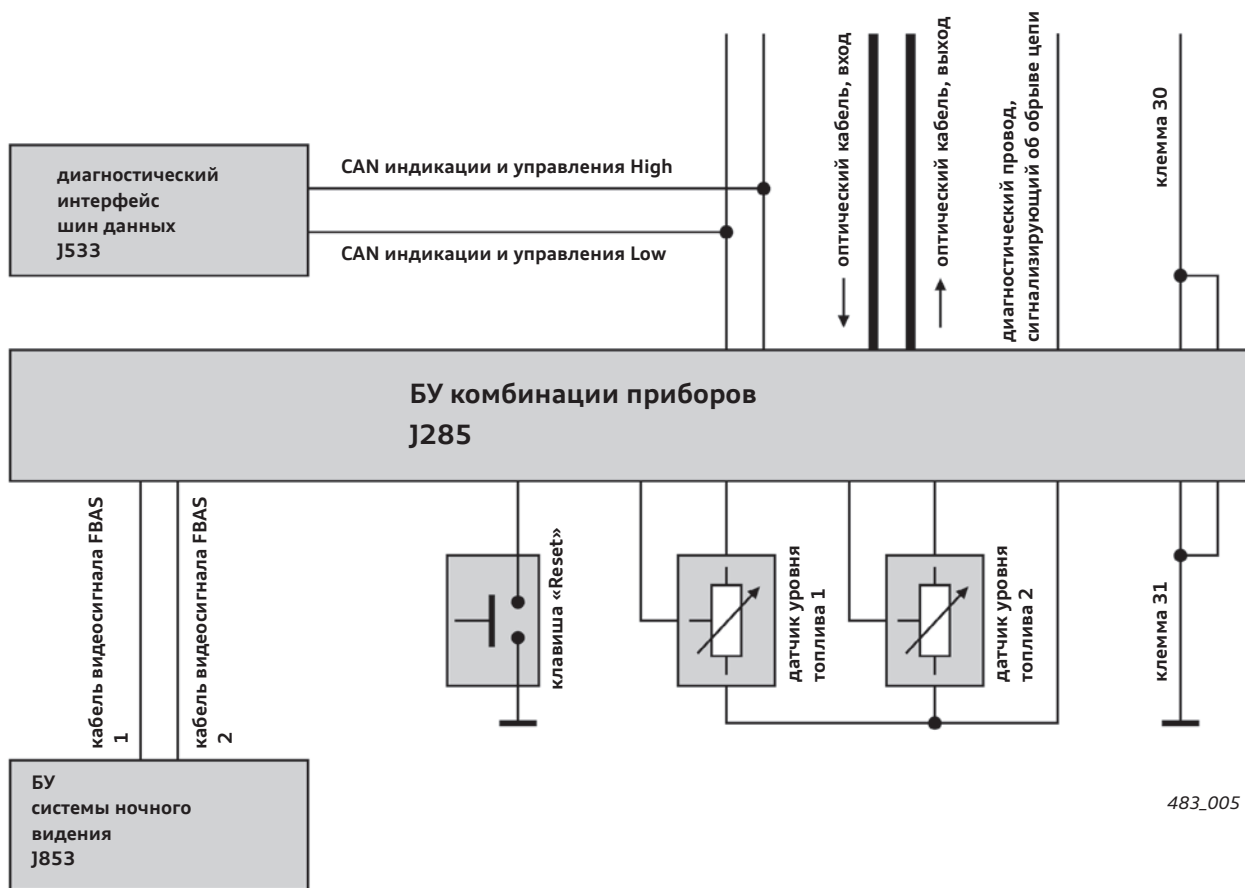 оптический кабель, вход
оптический кабель, выход
диагностический провод,
сигнализирующий об обрыве цепи
клемма 30
диагностический
интерфейс
шин данных
J533
CAN индикации и управления High
CAN индикации и управления Low
БУ комбинации приборов
J285
кабель видеосигнала FBAS
1
кабель видеосигнала FBAS
2
клавиша «Reset»
датчик уровня
топлива 1
датчик уровня
топлива 2
клемма 31
БУ
системы ночного
видения
J853
483_005